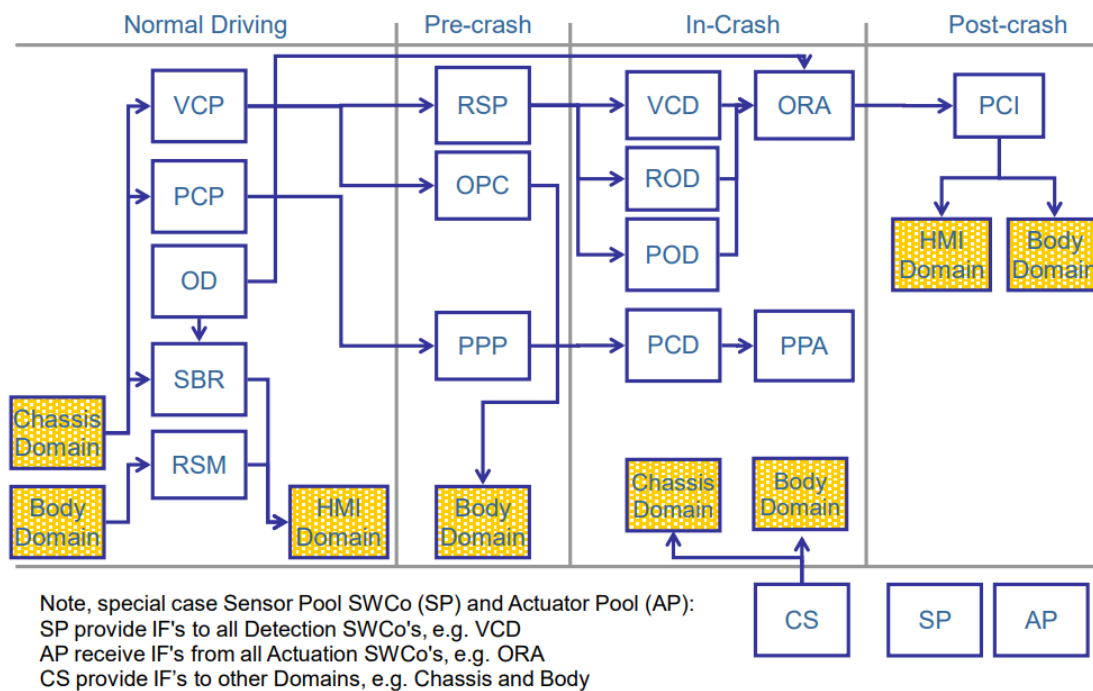 Normal Driving
Pre-crash
In-Crash
Post-crash
VCP
RSP
VCD
ORA
PCI
PCP
OPC
ROD
HMI
Domain
Body
Domain
OD
POD
SBR
PPP
PCD
PPA
Chassis
Domain
RSM
Body
Domain
HMI
Domain
Body
Domain
Chassis
Domain
Body
Domain
Note, special case Sensor Pool SWCo (SP) and Actuator Pool (AP):
SP provide IF's to all Detection SWCo's, e.g. VCD
AP receive IF's from all Actuation SWCo's, e.g. ORA
CS provide IF's to other Domains, e.g. Chassis and Body
CS
SP
AP